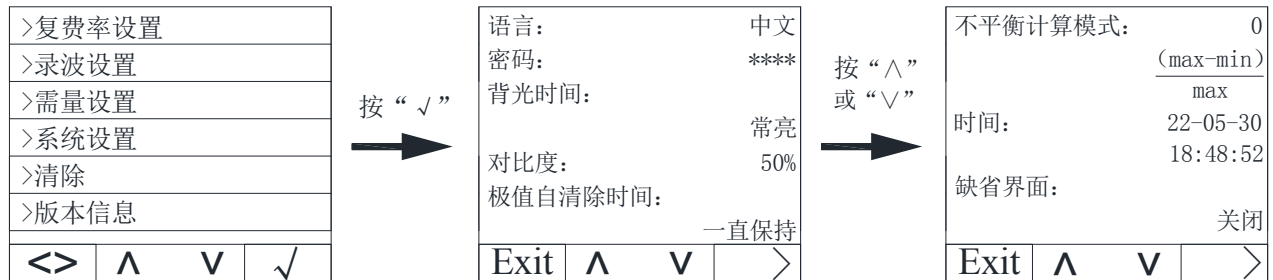 >复费率设置
>录波设置
>需量设置
>系统设置
>清除
>版本信息
<> ∧ ∨ √
按“√”
语言： 中文
密码： ****
背光时间：
常亮
对比度： 50%
极值自清除时间：
一直保持
Exit ∧ ∨ >
按“∧”
或“∨”
不平衡计算模式： 0
(max-min)
max
时间： 22-05-30
18:48:52
缺省界面：
关闭
Exit ∧ ∨ >